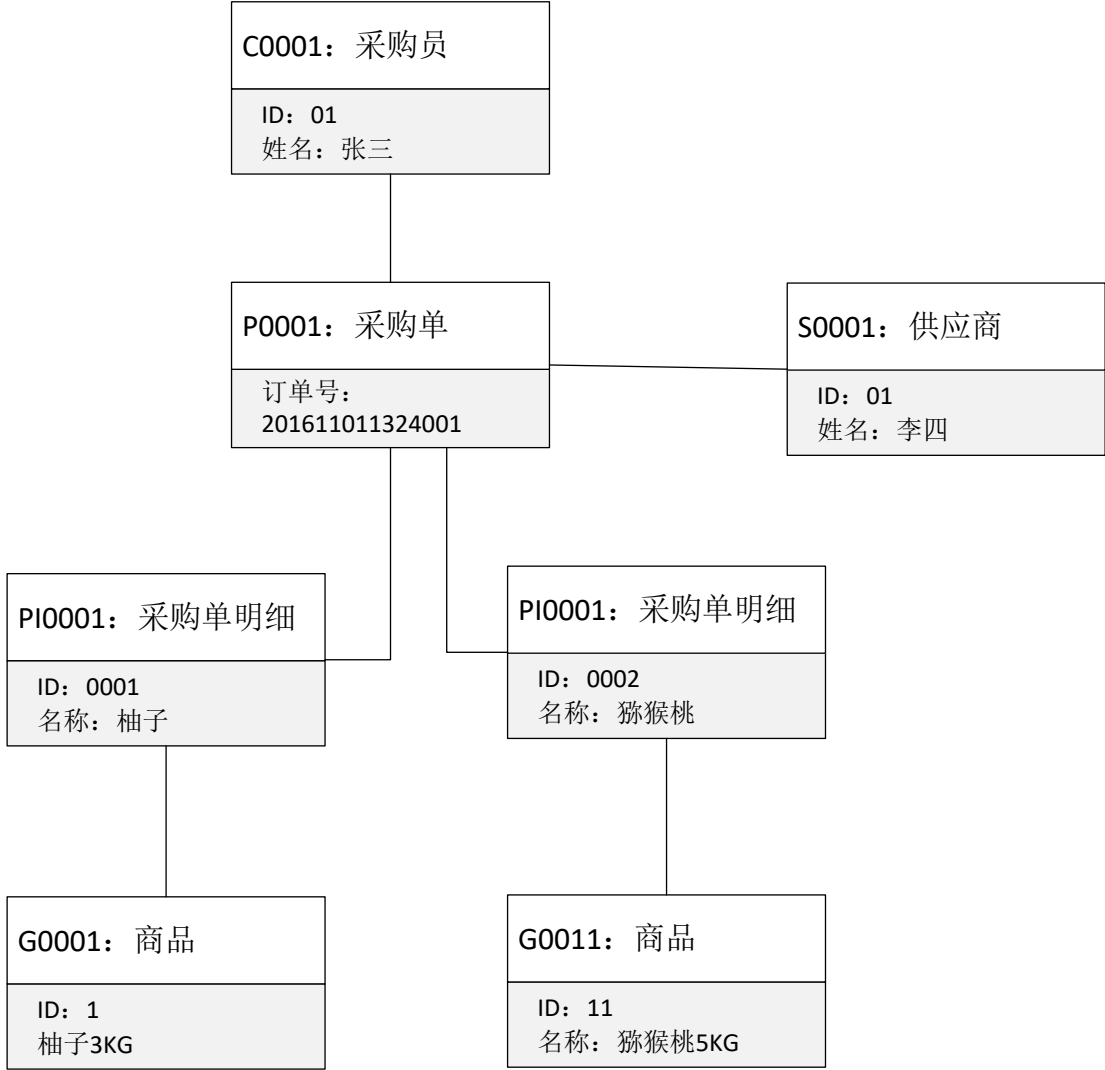 C0001：采购员
ID：01
姓名：张三
P0001：采购单
订单号：
201611011324001
S0001：供应商
ID：01
姓名：李四
PI0001：采购单明细
ID：0001
名称：柚子
PI0001：采购单明细
ID：0002
名称：猕猴桃
G0001：商品
ID：1
柚子3KG
G0011：商品
ID：11
名称：猕猴桃5KG